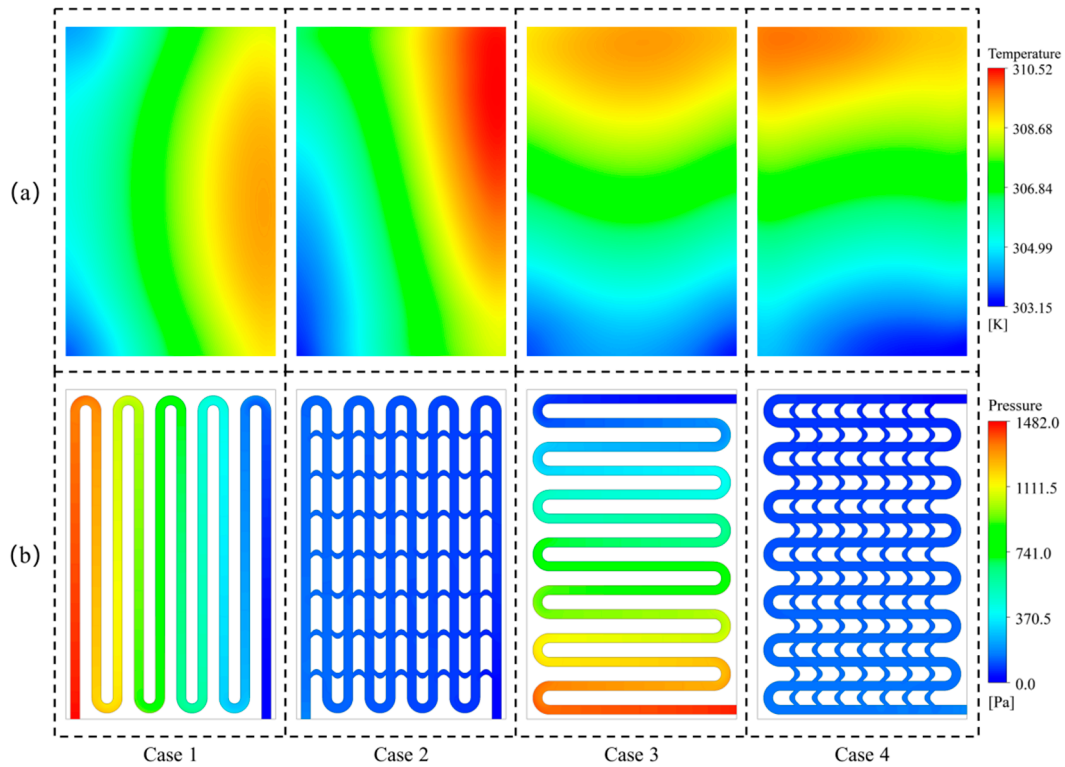 (a)
Temperature
310.52
308.68
306.84
304.99
303.15
[K]
(b)
Pressure
1482.0
1111.5
741.0
370.5
0.0
[Pa]
Case 1
Case 2
Case 3
Case 4